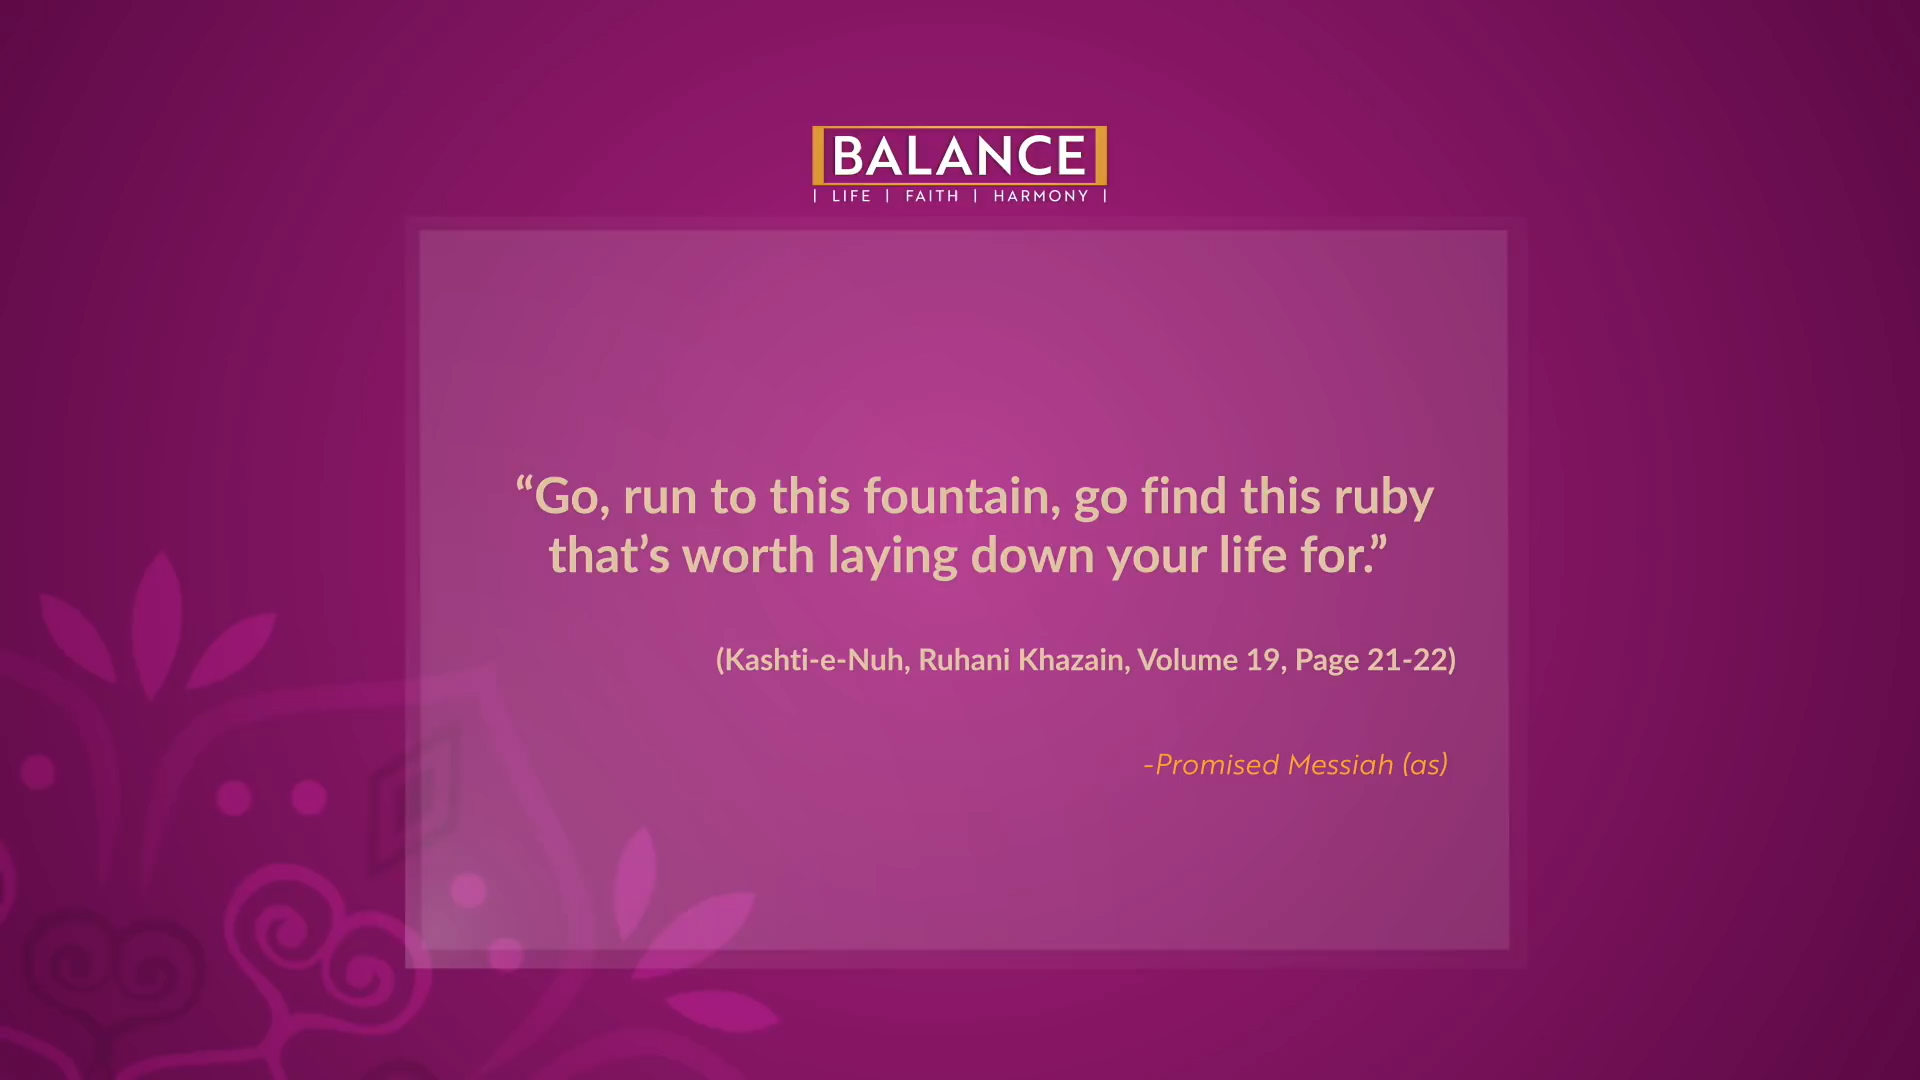 BALANCE
| LIFE | FAITH | HARMONY |
“Go, run to this fountain, go find this ruby
that’s worth laying down your life for.”
(Kashti-e-Nuh, Ruhani Khazain, Volume 19, Page 21-22)
-Promised Messiah (as)